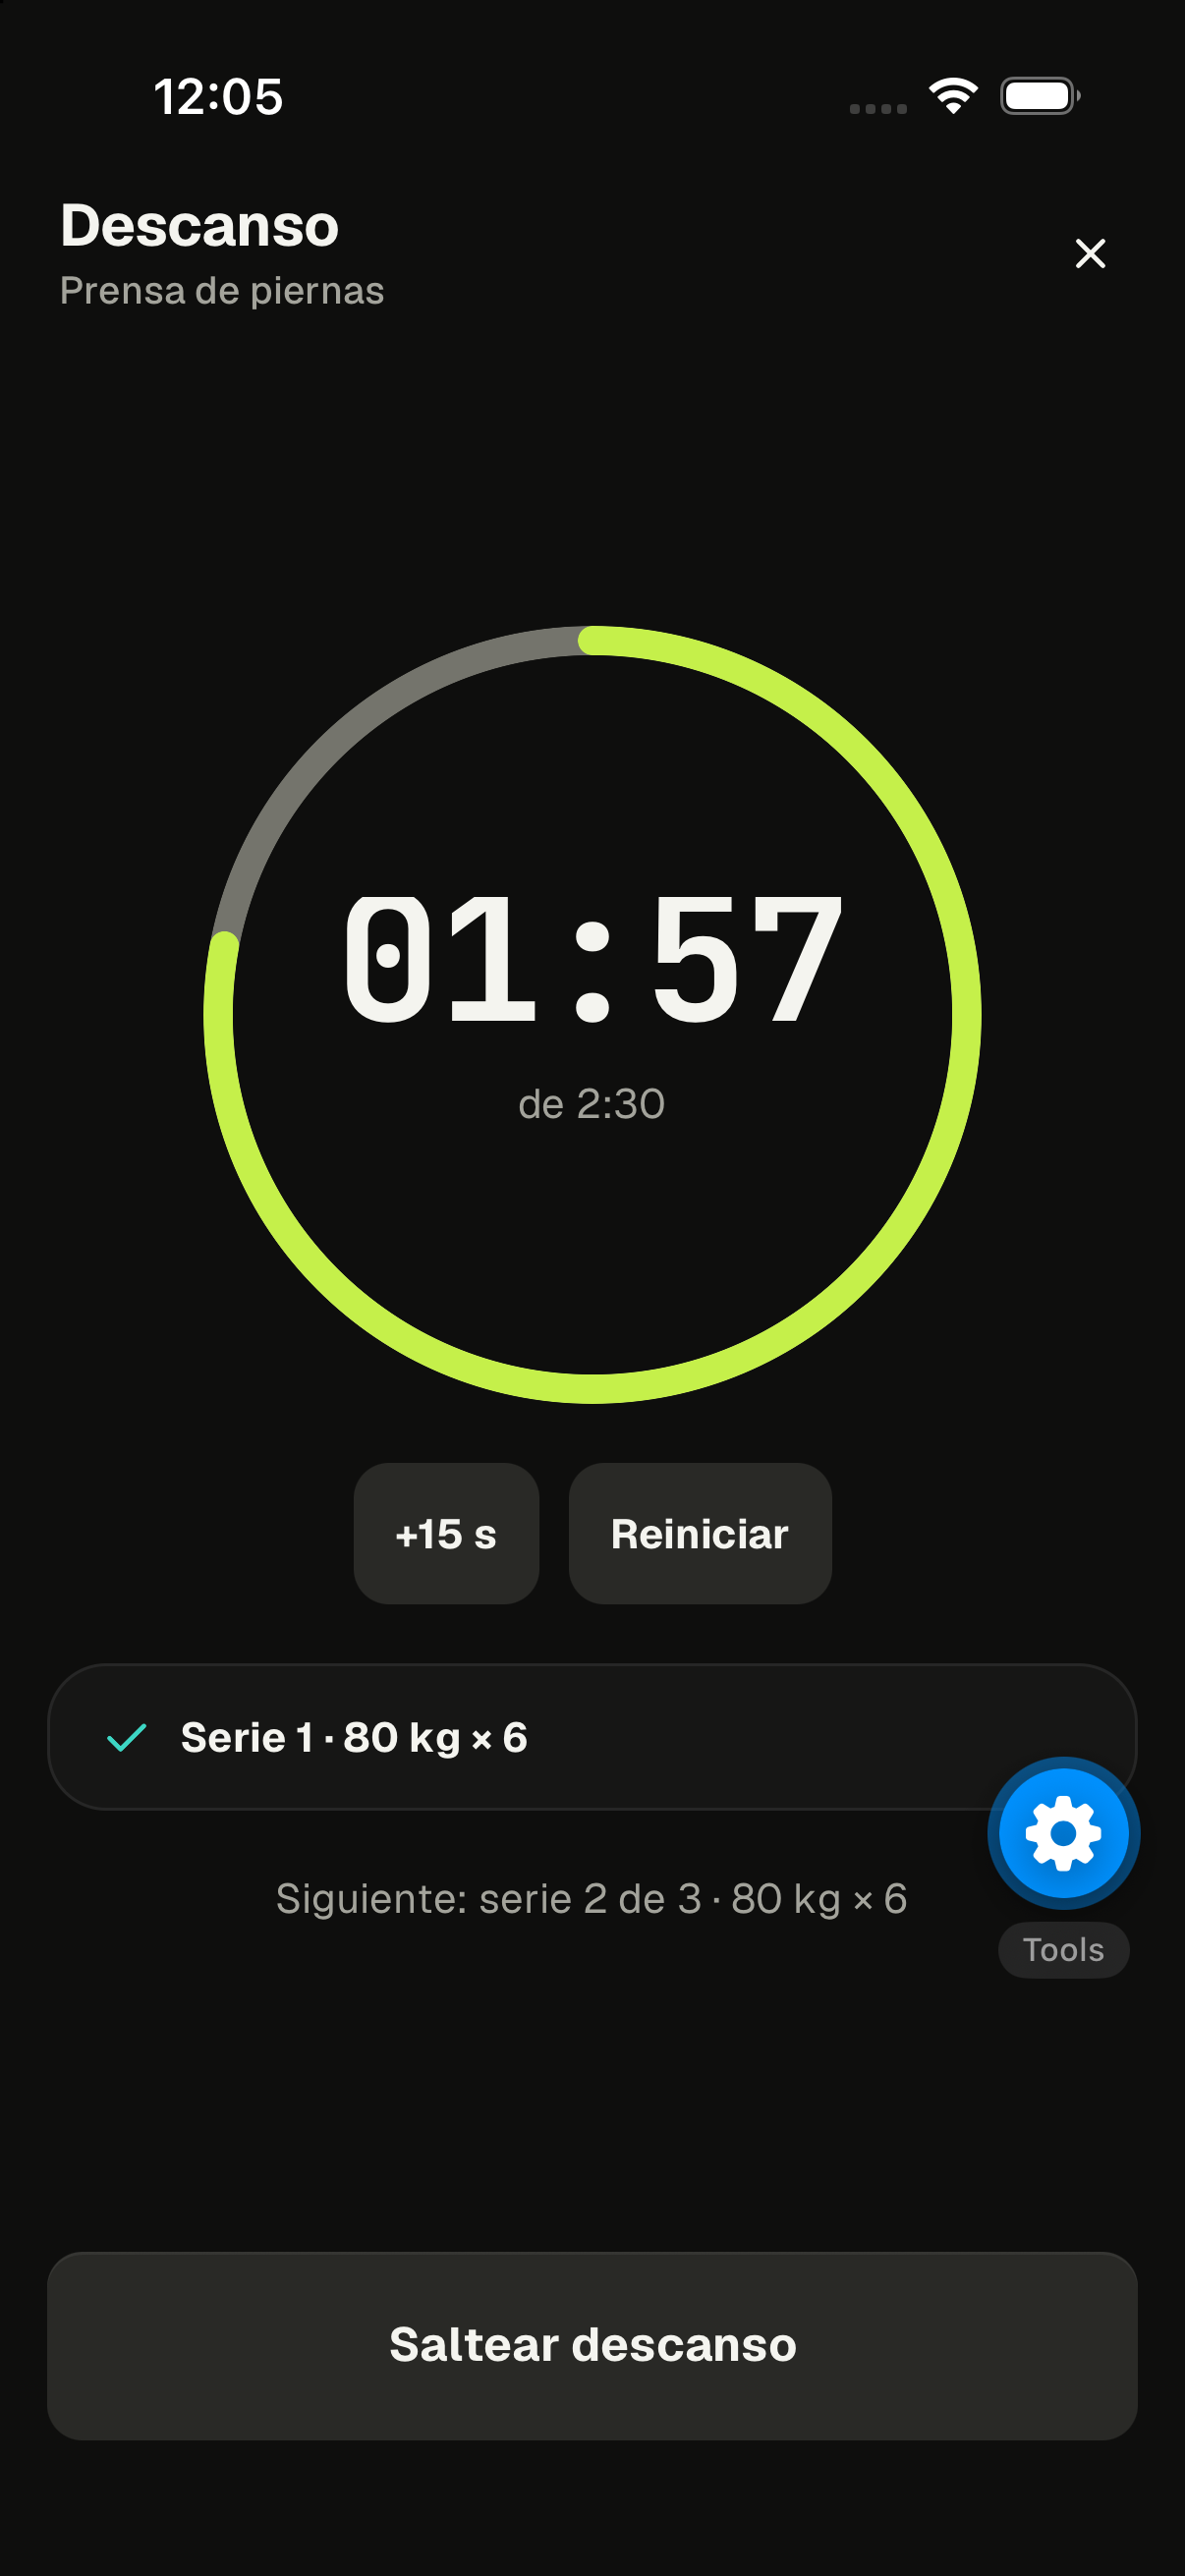 12:05
Descanso
Prensa de piernas
01:57
de 2:30
+15 s
Reiniciar
Serie 1 · 80 kg × 6
Siguiente: serie 2 de 3 · 80 kg × 6
Tools
Saltear descanso